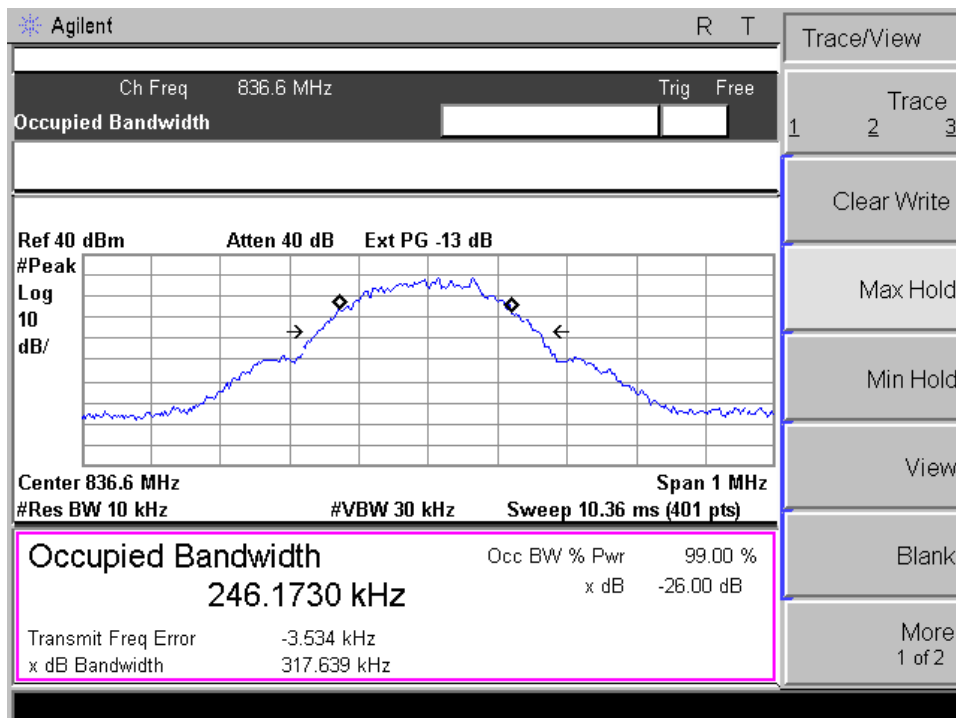 Agilent R T
Ch Freq 836.6 MHz Trig Free
Occupied Bandwidth
Ref 40 dBm Atten 40 dB Ext PG -13 dB
#Peak
Log
10
dB/
Center 836.6 MHz Span 1 MHz
#Res BW 10 kHz #VBW 30 kHz Sweep 10.36 ms (401 pts)
Occupied Bandwidth Occ BW % Pwr 99.00 %
246.1730 kHz x dB -26.00 dB
Transmit Freq Error -3.534 kHz
x dB Bandwidth 317.639 kHz
Trace/View
Trace
1 2 3
Clear Write
Max Hold
Min Hold
View
Blank
More
1 of 2